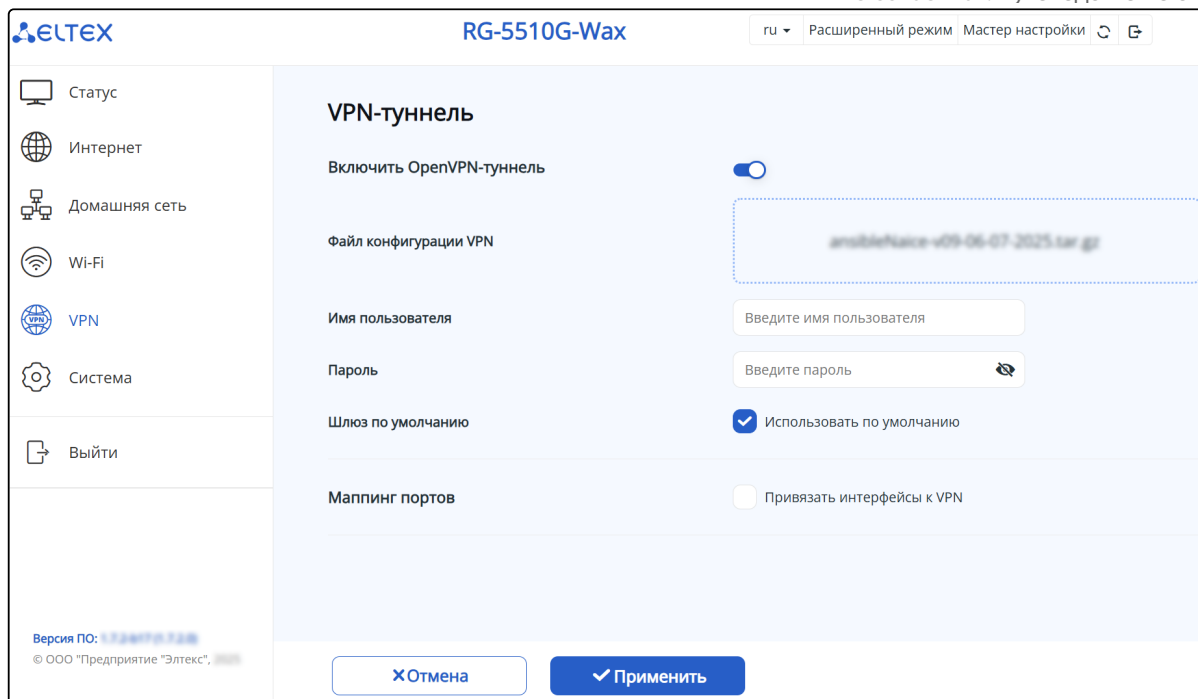 ELTEX
RG-5510G-Wax
ru Расширенный режим Мастер настройки
Статус
Интернет
Домашняя сеть
Wi-Fi
VPN
VPN
Система
Выйти
VPN-туннель
Включить OpenVPN-туннель
Файл конфигурации VPN
Имя пользователя Введите имя пользователя
Пароль Введите пароль
Шлюз по умолчанию Использовать по умолчанию
Маппинг портов Привязать интерфейсы к VPN
Версия ПО:
© ООО "Предприятие "Элтекс",
Отмена Применить